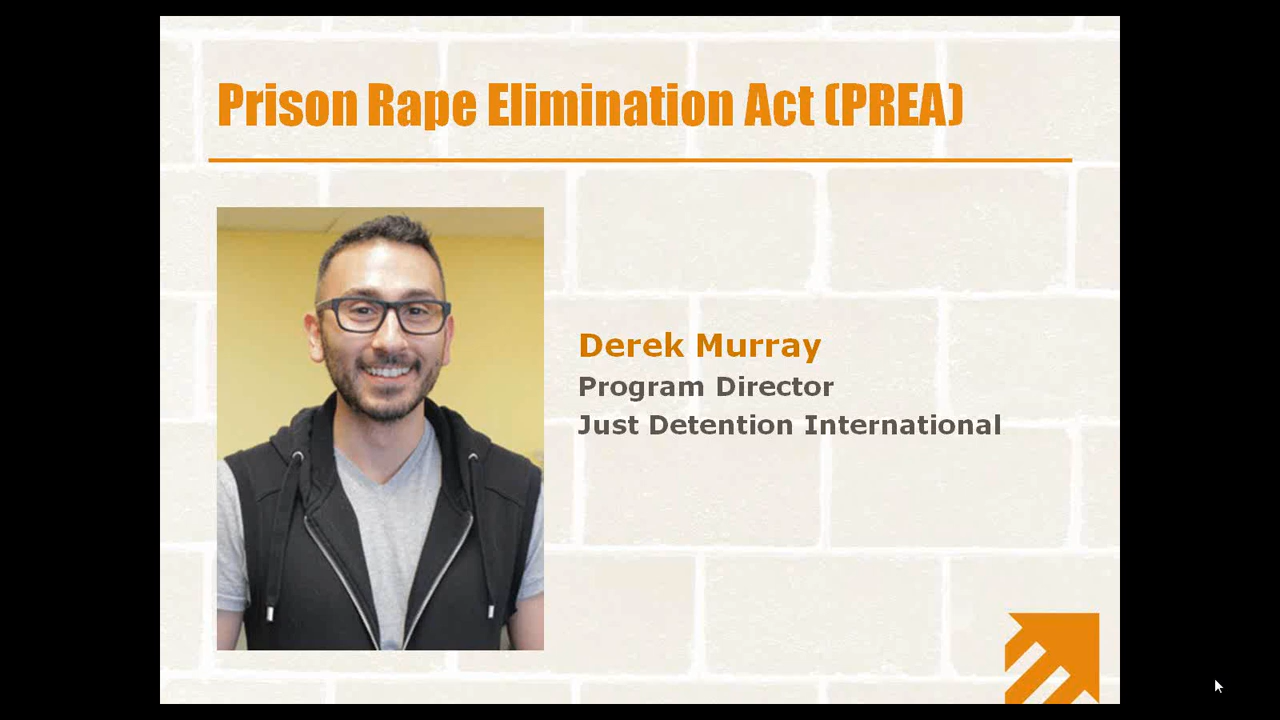 Prison Rape Elimination Act (PREA)
Derek Murray
Program Director
Just Detention International